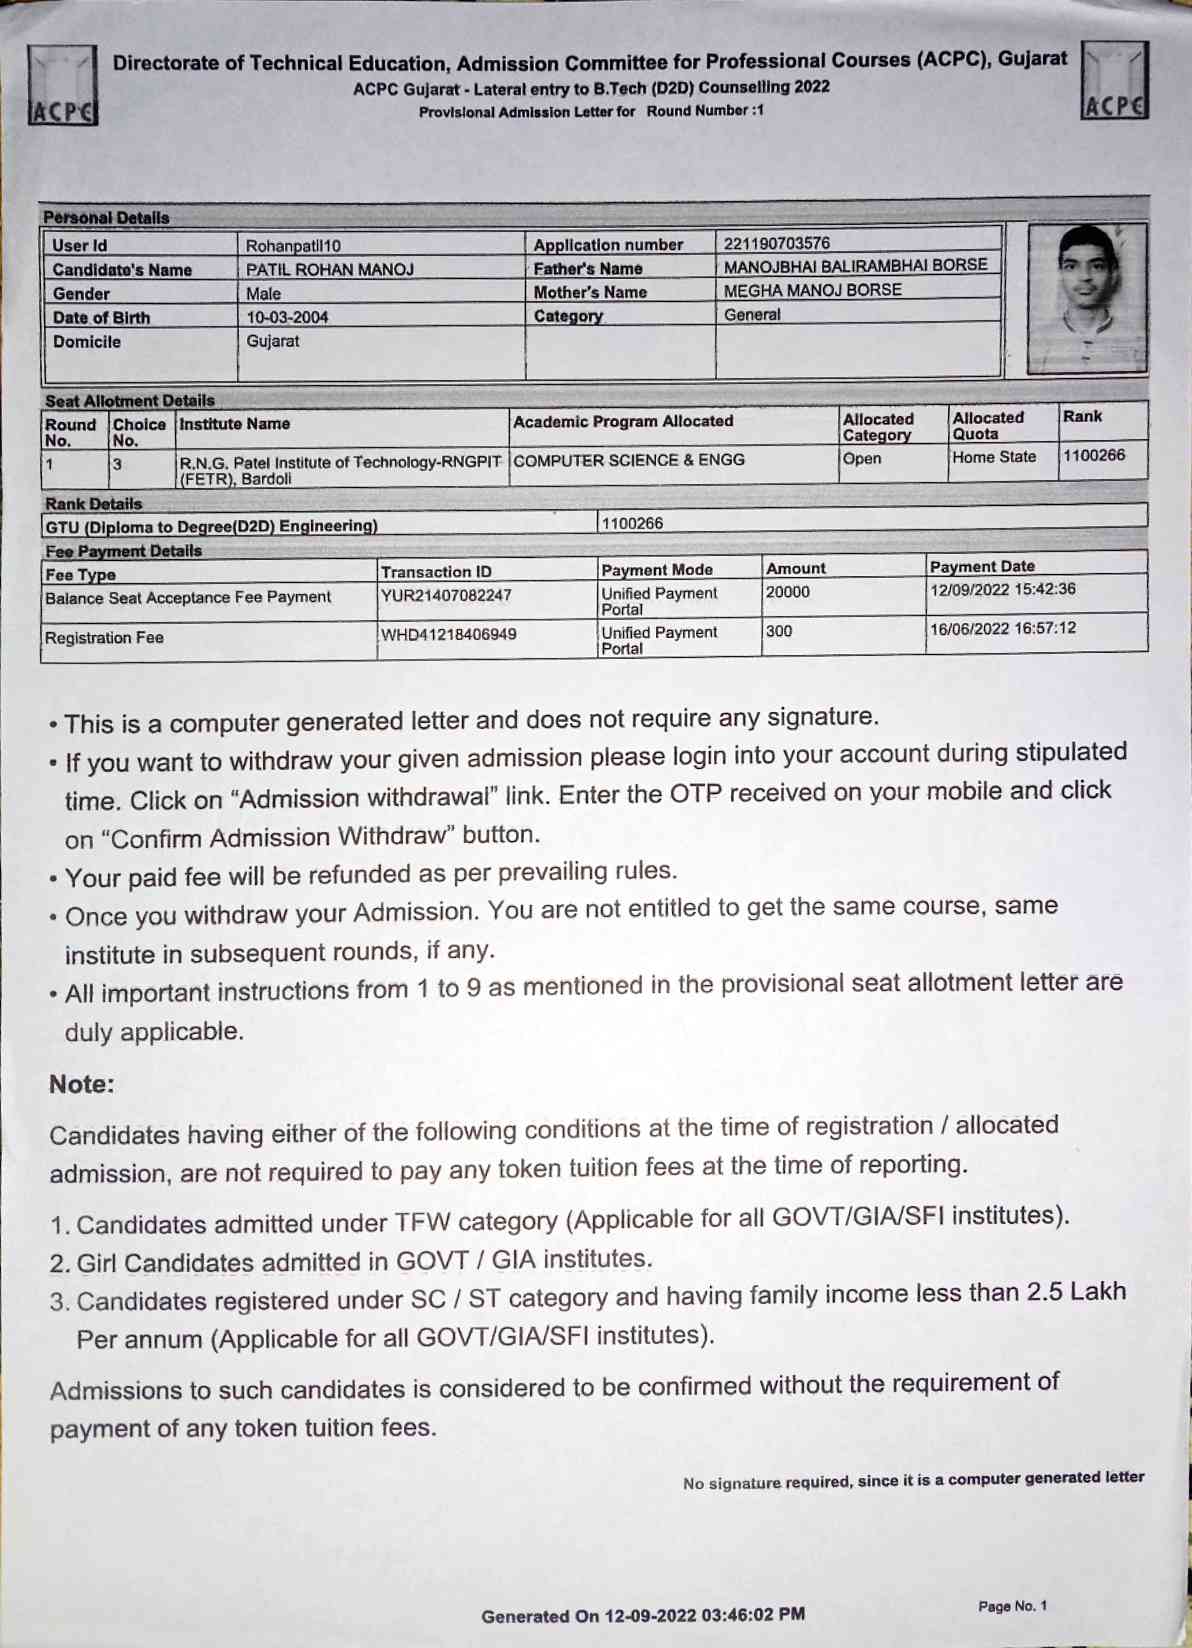 ACPC
Directorate of Technical Education, Admission Committee for Professional Courses (ACPC), Gujarat
ACPC Gujarat - Lateral entry to B.Tech (D2D) Counselling 2022
Provisional Admission Letter for Round Number :1
ACPC
Personal Details
User Id Rohanpatil10 Application number 221190703576
Candidate's Name PATIL ROHAN MANOJ Father's Name MANOJBHAI BALIRAMBHAI BORSE
Gender Male Mother's Name MEGHA MANOJ BORSE
Date of Birth 10-03-2004 Category General
Domicile Gujarat
Seat Allotment Details
Round Choice Institute Name Academic Program Allocated Allocated Allocated Rank
No. No. Category Quota
1 3 R.N.G. Patel Institute of Technology-RNGPIT COMPUTER SCIENCE & ENGG Open Home State 1100266
(FETR), Bardoli
Rank Details
GTU (Diploma to Degree(D2D) Engineering) 1100266
Fee Payment Details
Fee Type Transaction ID Payment Mode Amount Payment Date
Balance Seat Acceptance Fee Payment YUR21407082247 Unified Payment 20000 12/09/2022 15:42:36
Portal
Registration Fee WHD41218406949 Unified Payment 300 16/06/2022 16:57:12
Portal
• This is a computer generated letter and does not require any signature.
• If you want to withdraw your given admission please login into your account during stipulated
time. Click on “Admission withdrawal” link. Enter the OTP received on your mobile and click
on “Confirm Admission Withdraw” button.
• Your paid fee will be refunded as per prevailing rules.
• Once you withdraw your Admission. You are not entitled to get the same course, same
institute in subsequent rounds, if any.
• All important instructions from 1 to 9 as mentioned in the provisional seat allotment letter are
duly applicable.
Note:
Candidates having either of the following conditions at the time of registration / allocated
admission, are not required to pay any token tuition fees at the time of reporting.
1. Candidates admitted under TFW category (Applicable for all GOVT/GIA/SFI institutes).
2. Girl Candidates admitted in GOVT / GIA institutes.
3. Candidates registered under SC / ST category and having family income less than 2.5 Lakh
Per annum (Applicable for all GOVT/GIA/SFI institutes).
Admissions to such candidates is considered to be confirmed without the requirement of
payment of any token tuition fees.
No signature required, since it is a computer generated letter
Generated On 12-09-2022 03:46:02 PM
Page No. 1